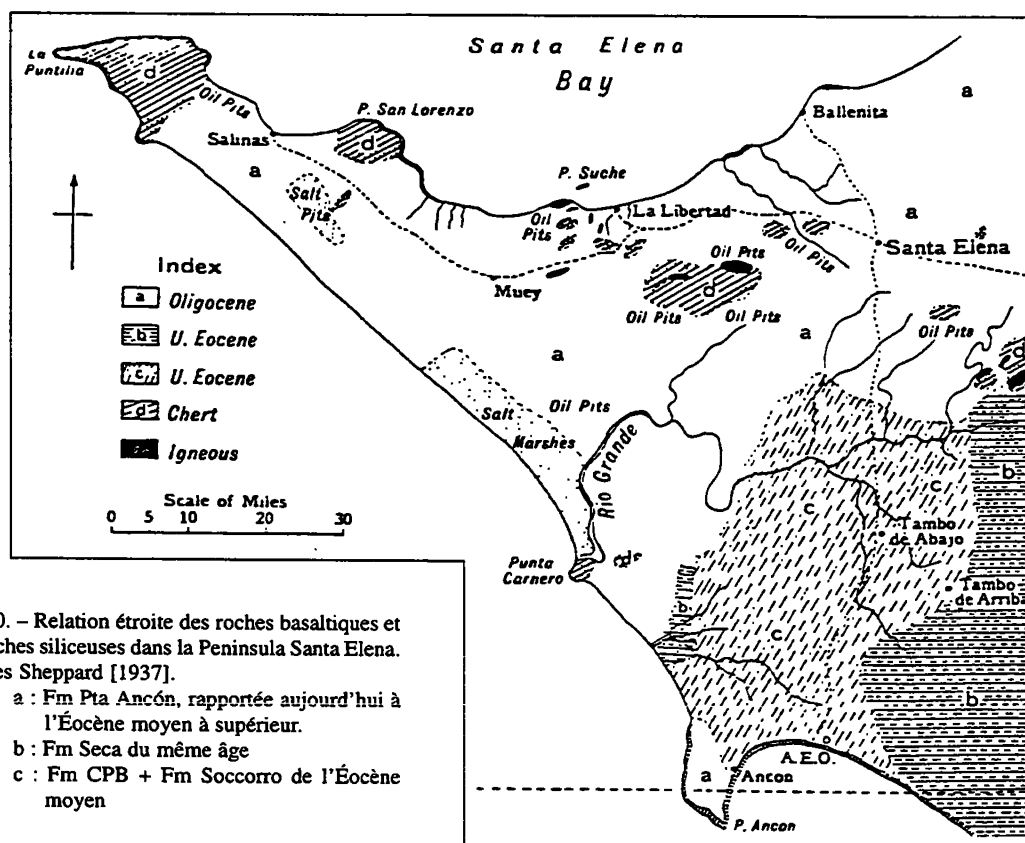 Santa Elena
Bay
La
Puntilia
d
Oil Pits
P. San Lorenzo
d
Salinas
a
Salt
Pits
P. Suche
Oil
Pits
La Libertad
Ballenita
a
a
Oil Pits
Santa Elena
Muey
Oil Pits
d
Oil Pits
Oil Pits
a
Oil Pits
d
a
Index
a Oligocene
b U. Eocene
c U. Eocene
d Chert
Igneous
Scale of Miles
0 5 10 20 30
Salt
Marshes
Oil Pits
Rio Grande
Punta
Carnero
d
b
c
c
c
b
b
Tambo
de Abajo
Tambo
de Arriba
A.E.O.
a
Ancon
P. Ancon
0. – Relation étroite des roches basaltiques et
ches siliceuses dans la Peninsula Santa Elena.
es Sheppard [1937].
a : Fm Pta Ancón, rapportée aujourd'hui à
l'Éocène moyen à supérieur.
b : Fm Seca du même âge
c : Fm CPB + Fm Soccorro de l'Éocène
moyen